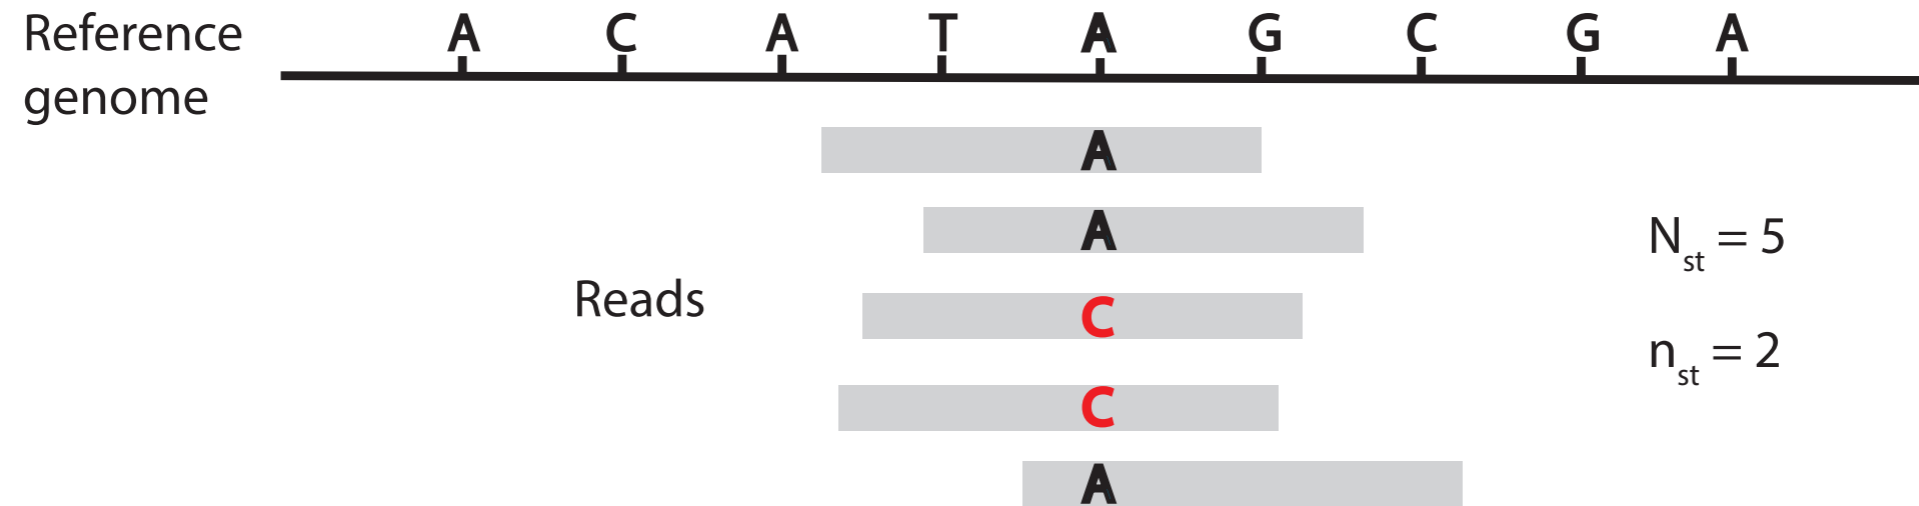 Reference genome
A C A T A G C G A
A
A
N_st = 5
Reads
C
n_st = 2
C
A